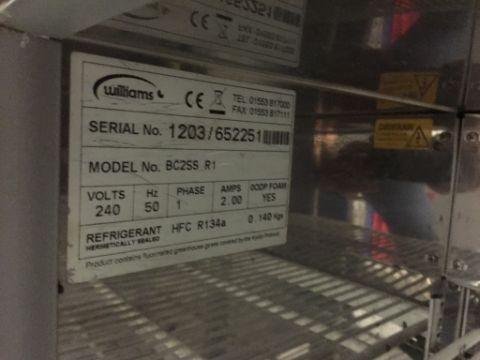 williams
CE TEL: 01553 817000
FAX: 01553 817111
SERIAL No. 1203/652251
MODEL No. BC2SS R1
VOLTS Hz PHASE AMPS 0ODP FOAM
240 50 1 2.00 YES
REFRIGERANT HFC R134a 0.140 Kgs
HERMETICALLY SEALED
Product contains fluorinated greenhouse gases covered by the Kyoto Protocol